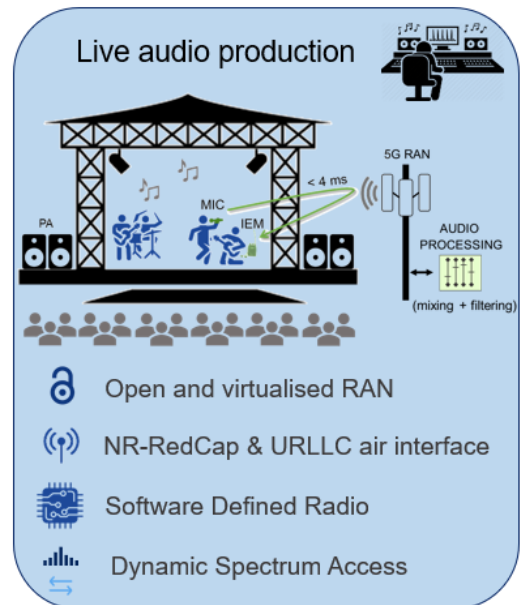 Live audio production
5G RAN
< 4 ms
MIC
IEM
PA
AUDIO
PROCESSING
(mixing + filtering)
Open and virtualised RAN
NR-RedCap & URLLC air interface
Software Defined Radio
Dynamic Spectrum Access